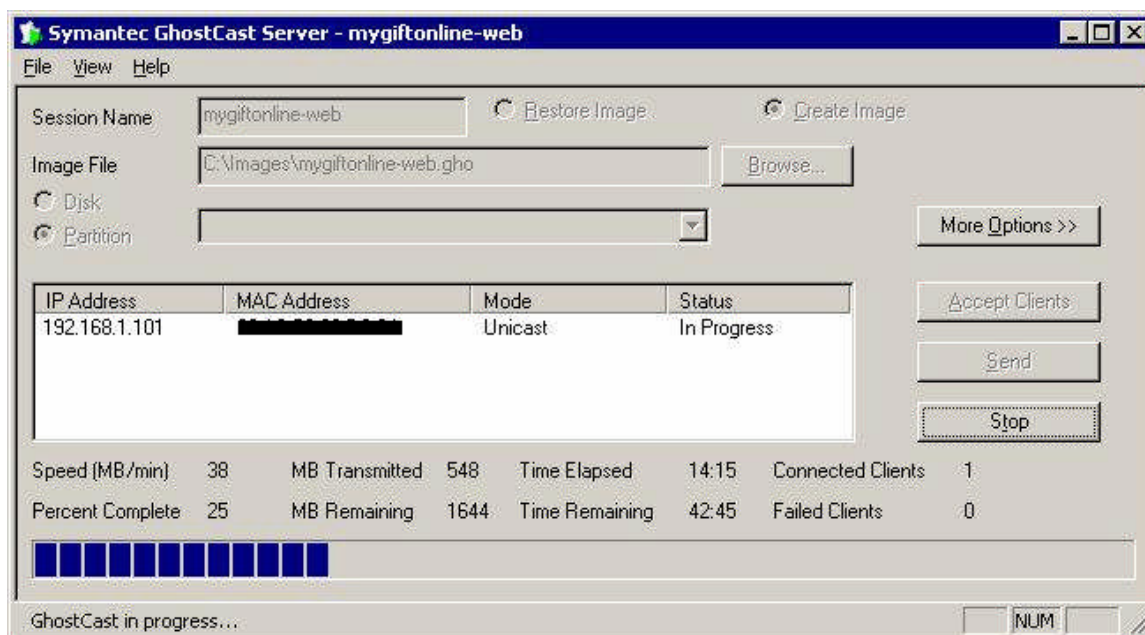 Symantec GhostCast Server - mygiftonline-web
File View Help
Session Name mygiftonline-web Restore Image Create Image
Image File C:\Images\mygiftonline-web.gho Browse...
Disk
Partition
More Options >>
IP Address MAC Address Mode Status
192.168.1.101 Unicast In Progress
Accept Clients
Send
Stop
Speed (MB/min) 38 MB Transmitted 548 Time Elapsed 14:15 Connected Clients 1
Percent Complete 25 MB Remaining 1644 Time Remaining 42:45 Failed Clients 0
GhostCast in progress... NUM